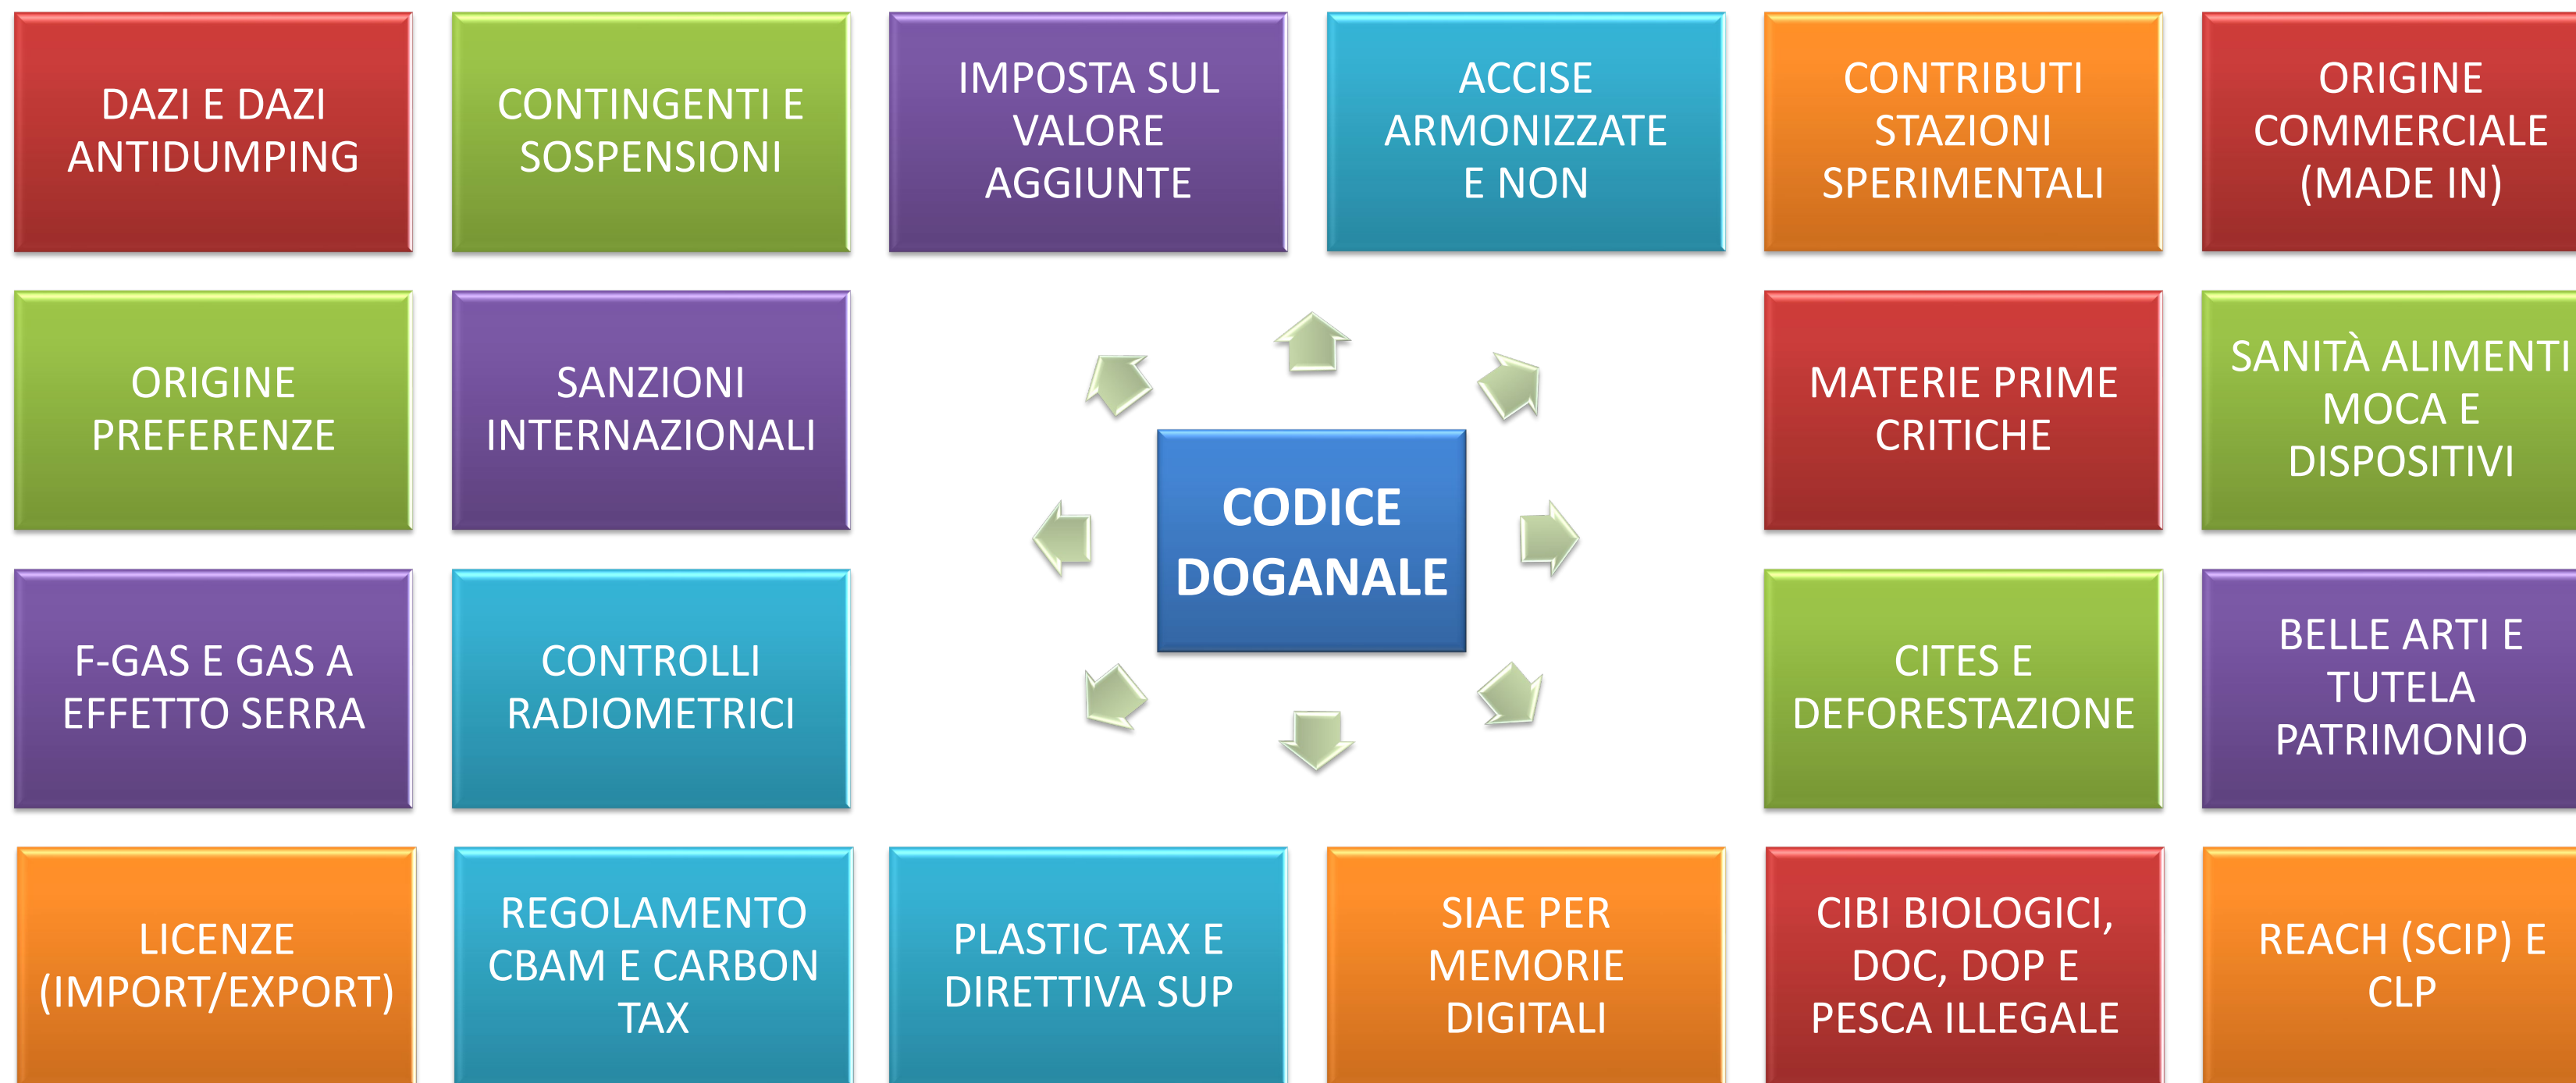 DAZI E DAZI
ANTIDUMPING
CONTINGENTI E
SOSPENSIONI
IMPOSTA SUL
VALORE
AGGIUNTE
ACCISE
ARMONIZZATE
E NON
CONTRIBUTI
STAZIONI
SPERIMENTALI
ORIGINE
COMMERCIALE
(MADE IN)
ORIGINE
PREFERENZE
SANZIONI
INTERNAZIONALI
MATERIE PRIME
CRITICHE
SANITÀ ALIMENTI
MOCA E
DISPOSITIVI
CODICE
DOGANALE
F-GAS E GAS A
EFFETTO SERRA
CONTROLLI
RADIOMETRICI
CITES E
DEFORESTAZIONE
BELLE ARTI E
TUTELA
PATRIMONIO
LICENZE
(IMPORT/EXPORT)
REGOLAMENTO
CBAM E CARBON
TAX
PLASTIC TAX E
DIRETTIVA SUP
SIAE PER
MEMORIE
DIGITALI
CIBI BIOLOGICI,
DOC, DOP E
PESCA ILLEGALE
REACH (SCIP) E
CLP